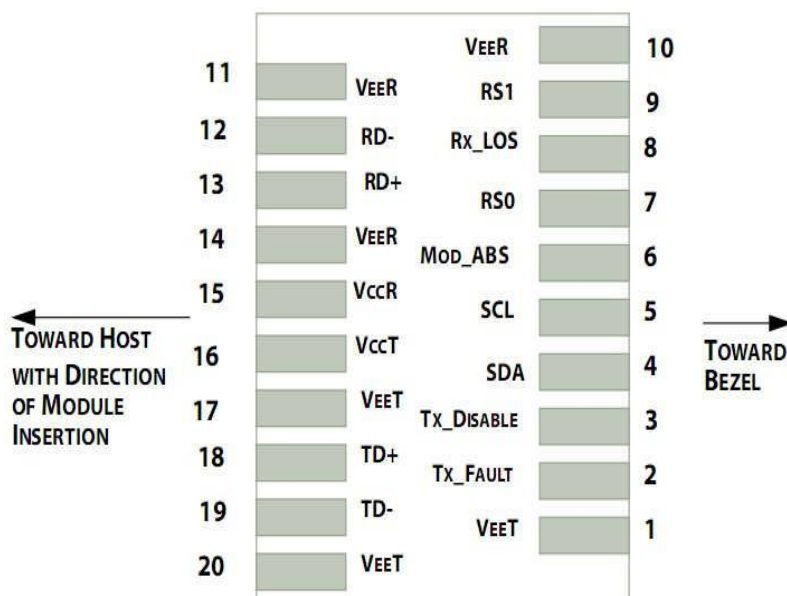 VEER 10
11 VEER
RS1 9
12 RD-
RX_LOS 8
13 RD+
RS0 7
14 VEER
MOD_ABS 6
15 VCCR
SCL 5
TOWARD HOST
WITH DIRECTION
OF MODULE
INSERTION
TOWARD
BEZEL
16 VCCT
SDA 4
17 VEET
TX_DISABLE 3
18 TD+
TX_FAULT 2
19 TD-
VEET 1
20 VEET